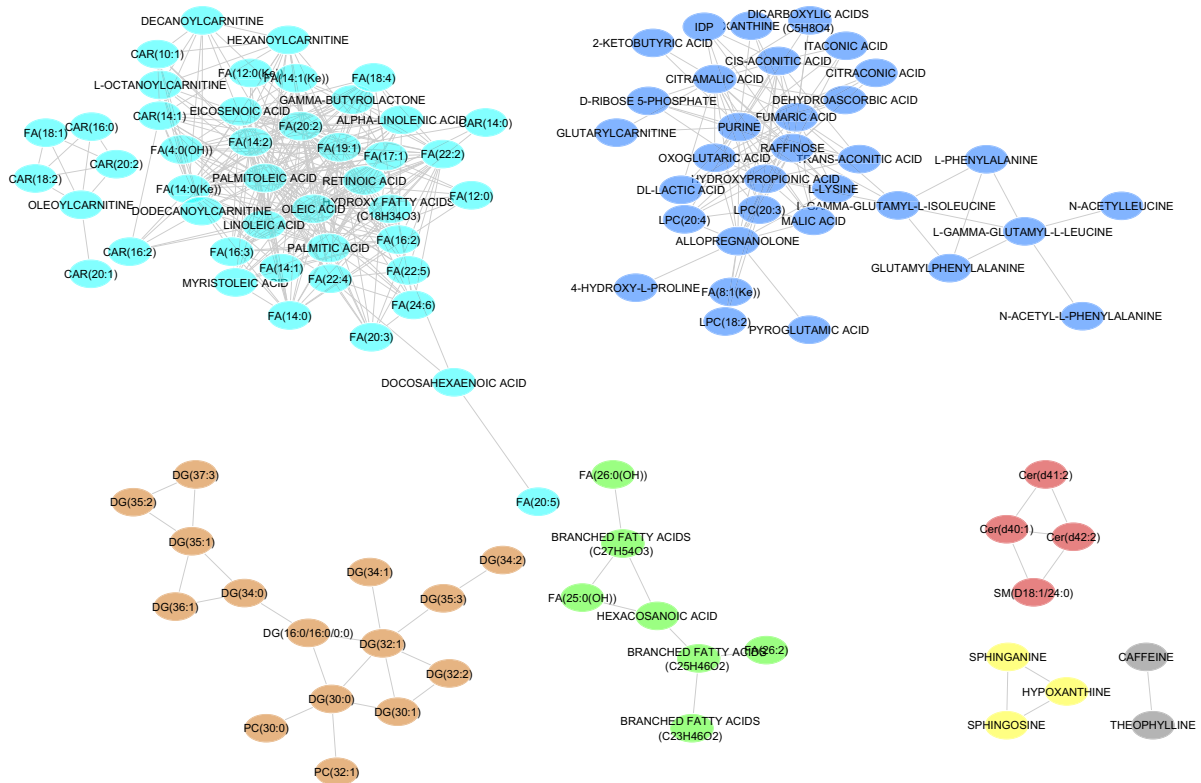 DECANOYLCARNITINE
HEXANOYLCARNITINE
CAR(10:1)
FA(12:0(Ke))
FA(14:1(Ke))
FA(18:4)
L-OCTANOYLCARNITINE
EICOSENOIC ACID
GAMMA-BUTYROLACTONE
CAR(14:1)
ALPHA-LINOLENIC ACID
CAR(14:0)
FA(18:1)
CAR(16:0)
FA(20:2)
FA(4:0(OH))
FA(14:2)
FA(19:1)
FA(17:1)
FA(22:2)
CAR(20:2)
CAR(18:2)
PALMITOLEIC ACID
RETINOIC ACID
FA(14:0(Ke))
FA(12:0)
OLEOYLCARNITINE
DODECANOYLCARNITINE
OLEIC ACID
HYDROXY FATTY ACIDS
(C18H34O3)
LINOLEIC ACID
CAR(16:2)
FA(16:3)
PALMITIC ACID
FA(16:2)
CAR(20:1)
MYRISTOLEIC ACID
FA(14:1)
FA(22:4)
FA(22:5)
FA(24:6)
FA(14:0)
FA(20:3)
DOCOSAHEXAENOIC ACID
FA(20:5)
IDP
XANTHINE
DICARBOXYLIC ACIDS
(C5H8O4)
2-KETOBUTYRIC ACID
ITACONIC ACID
CIS-ACONITIC ACID
CITRAMALIC ACID
CITRACONIC ACID
D-RIBOSE 5-PHOSPHATE
DEHYDROASCORBIC ACID
FUMARIC ACID
GLUTARYLCARNITINE
PURINE
RAFFINOSE
OXOGLUTARIC ACID
TRANS-ACONITIC ACID
L-PHENYLALANINE
HYDROXYPROPIONIC ACID
DL-LACTIC ACID
L-LYSINE
L-GAMMA-GLUTAMYL-L-ISOLEUCINE
N-ACETYLLEUCINE
LPC(20:4)
LPC(20:3)
MALIC ACID
L-GAMMA-GLUTAMYL-L-LEUCINE
ALLOPREGNANOLONE
GLUTAMYLPHENYLALANINE
4-HYDROXY-L-PROLINE
FA(8:1(Ke))
LPC(18:2)
PYROGLUTAMIC ACID
N-ACETYL-L-PHENYLALANINE
DG(37:3)
DG(35:2)
DG(35:1)
DG(36:1)
DG(34:0)
DG(34:1)
DG(34:2)
DG(35:3)
DG(16:0/16:0/0:0)
DG(32:1)
DG(32:2)
DG(30:0)
DG(30:1)
PC(30:0)
PC(32:1)
FA(26:0(OH))
BRANCHED FATTY ACIDS
(C27H54O3)
FA(25:0(OH))
HEXACOSANOIC ACID
BRANCHED FATTY ACIDS
(C25H46O2)
FA(26:2)
BRANCHED FATTY ACIDS
(C23H46O2)
Cer(d41:2)
Cer(d40:1)
Cer(d42:2)
SM(D18:1/24:0)
SPHINGANINE
HYPOXANTHINE
SPHINGOSINE
CAFFEINE
THEOPHYLLINE